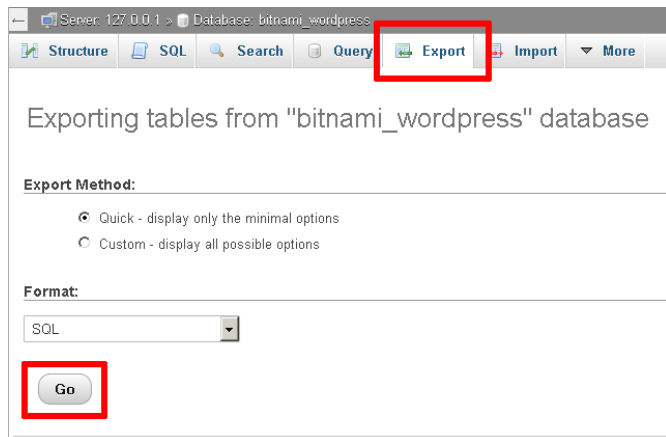 Server: 127.0.0.1 » Database: bitnami_wordpress
Structure SQL Search Query Export Import More
Exporting tables from "bitnami_wordpress" database
Export Method:
Quick - display only the minimal options
Custom - display all possible options
Format:
SQL
Go